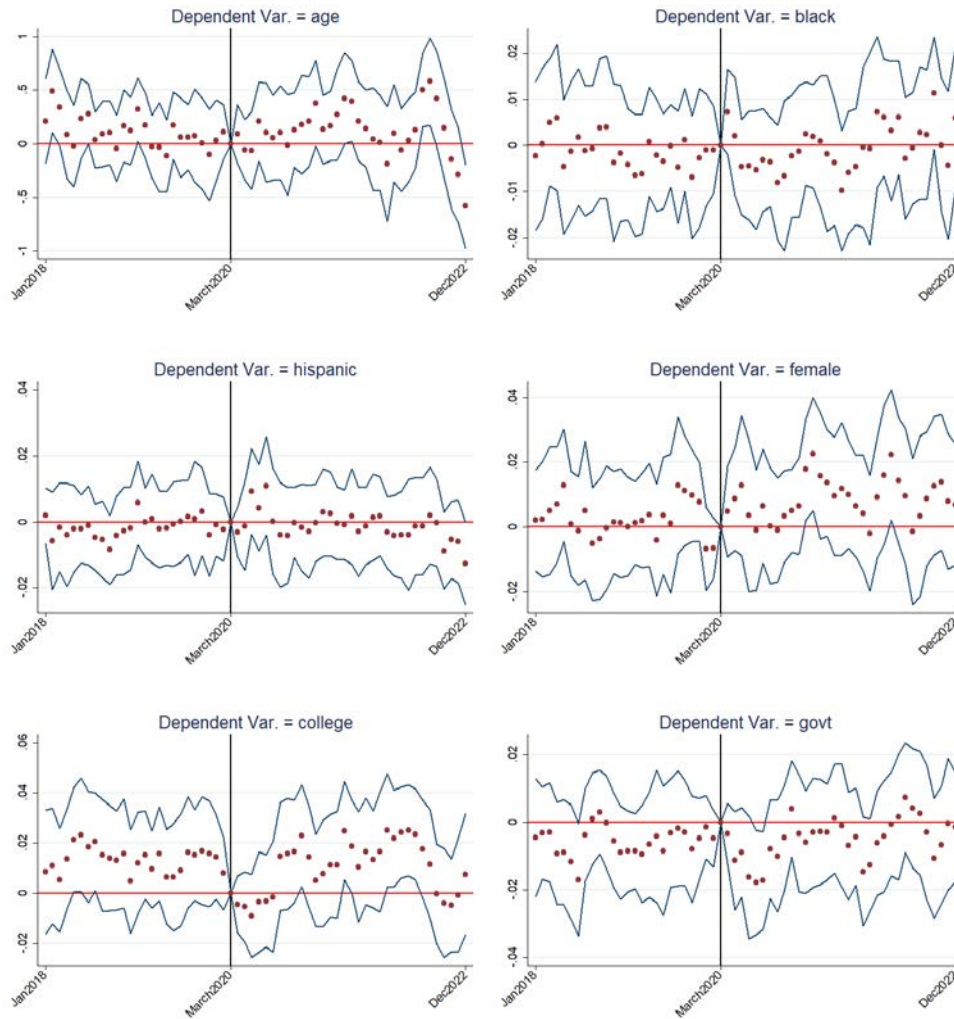 Dependent Var. = age
1
.5
0
-.5
-1
Jan2018
March2020
Dec2022
Dependent Var. = black
.02
.01
0
-.01
-.02
Jan2018
March2020
Dec2022
Dependent Var. = hispanic
.04
.02
0
-.02
Jan2018
March2020
Dec2022
Dependent Var. = female
.04
.02
0
-.02
Jan2018
March2020
Dec2022
Dependent Var. = college
.06
.04
.02
0
-.02
Jan2018
March2020
Dec2022
Dependent Var. = govt
.02
0
-.02
-.04
Jan2018
March2020
Dec2022